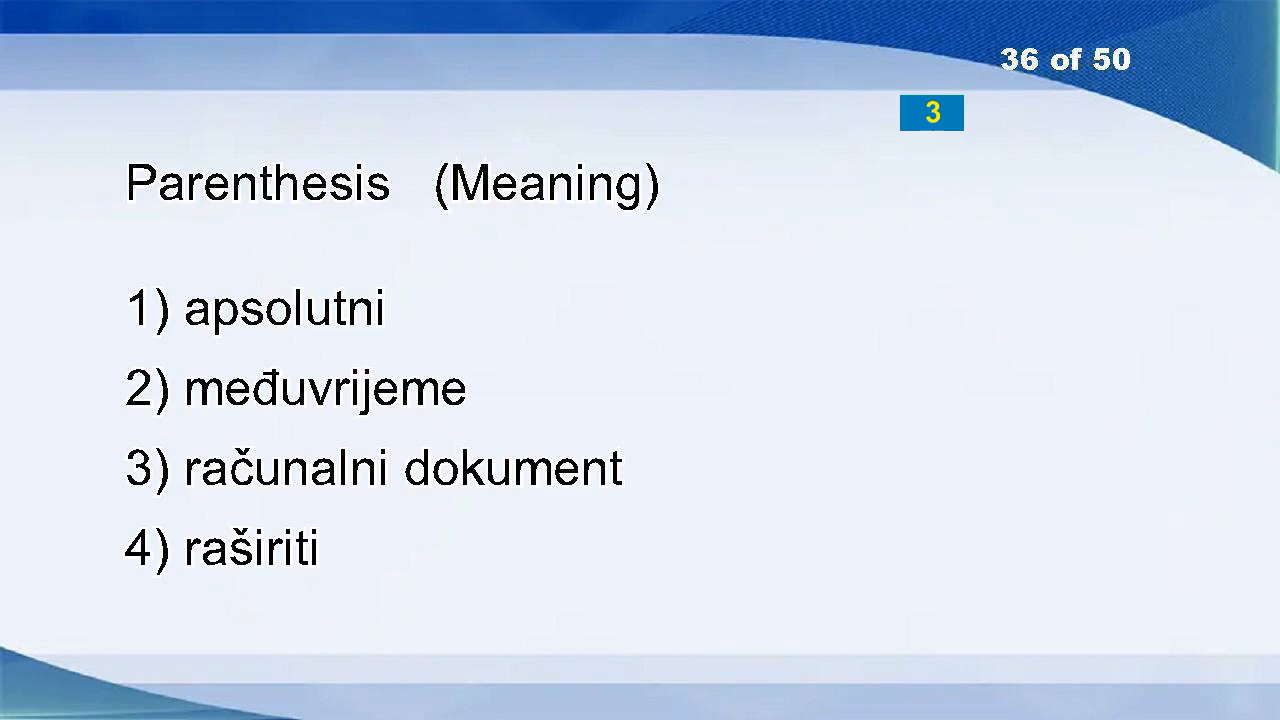 36 of 50
3
Parenthesis (Meaning)
1) apsolutni
2) međuvrijeme
3) računalni dokument
4) raširiti